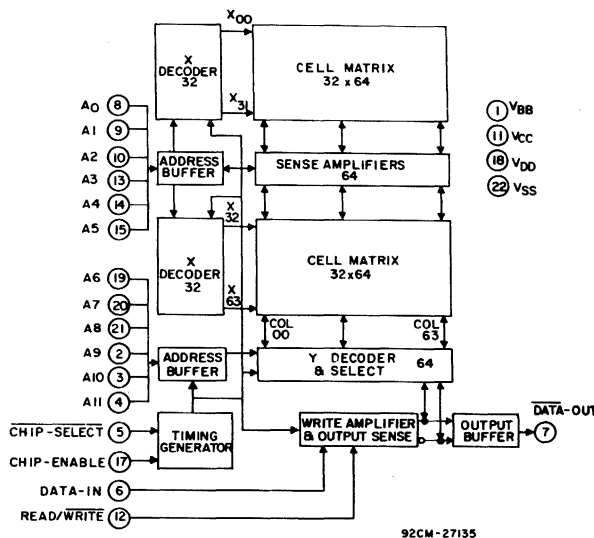 X00
X
DECODER
32
CELL MATRIX
32 x 64
X31
A0 8
A1 9
A2 10
A3 13
A4 14
A5 15
1 VBB
11 VCC
18 VDD
22 VSS
ADDRESS
BUFFER
SENSE AMPLIFIERS
64
X
32
X
DECODER
32
CELL MATRIX
32x64
X
63
A6 19
A7 20
A8 21
A9 2
A10 3
A11 4
COL
00
COL
63
ADDRESS
BUFFER
Y DECODER
& SELECT
64
CHIP-SELECT 5
CHIP-ENABLE 17
TIMING
GENERATOR
WRITE AMPLIFIER
& OUTPUT SENSE
OUTPUT
BUFFER
DATA-OUT
7
DATA-IN
6
READ/WRITE
12
92CM-27135